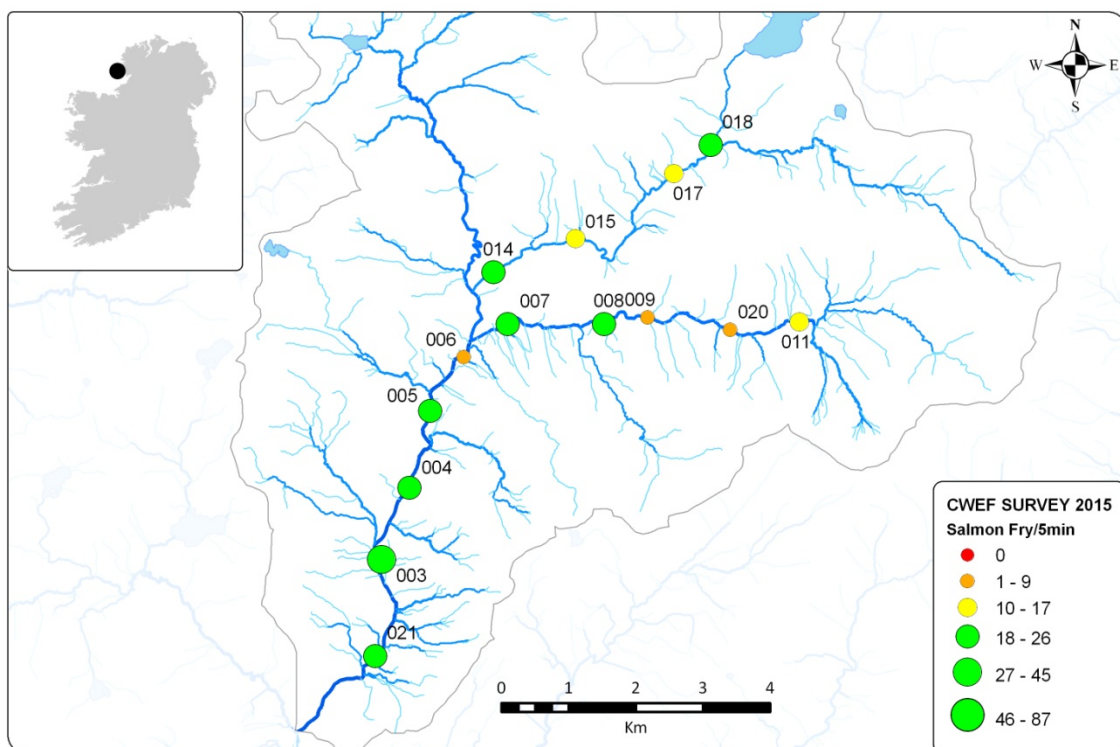 N
W E
S
018
017
015
014
007
008
009
020
011
006
005
004
003
021
CWEF SURVEY 2015
Salmon Fry/5min
0
1 - 9
10 - 17
18 - 26
27 - 45
46 - 87
0 1 2 3 4
Km